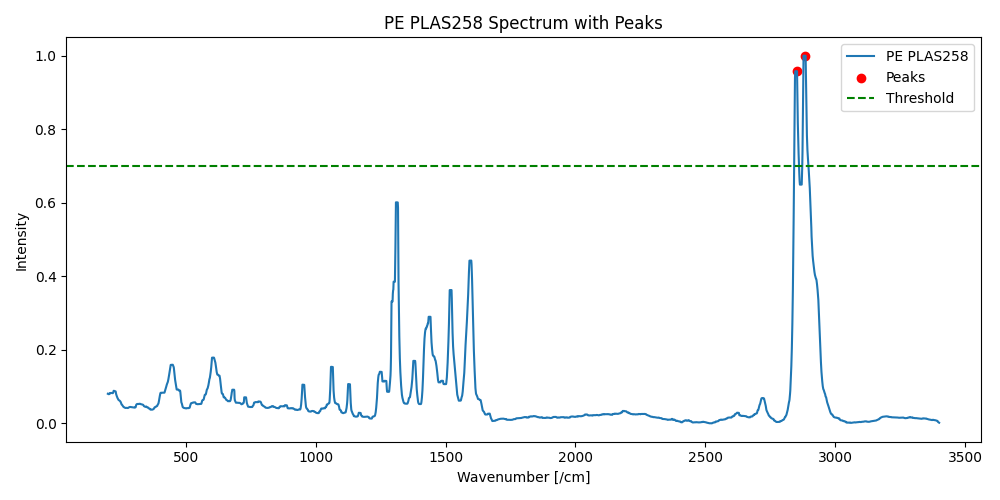 PE PLAS258 Spectrum with Peaks
PE PLAS258
Peaks
Threshold
Intensity
1.0
0.8
0.6
0.4
0.2
0.0
500 1000 1500 2000 2500 3000 3500
Wavenumber [/cm]